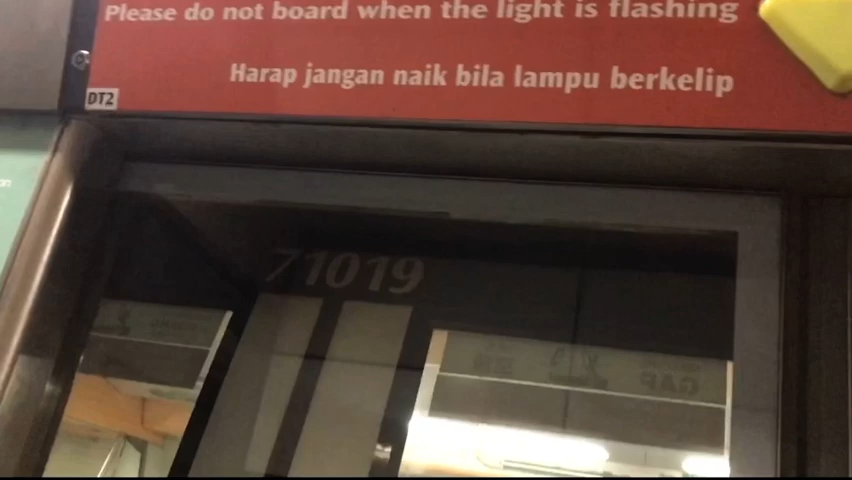 Please do not board when the light is flashing
Harap jangan naik bila lampu berkelip
DT2
71019
GAP